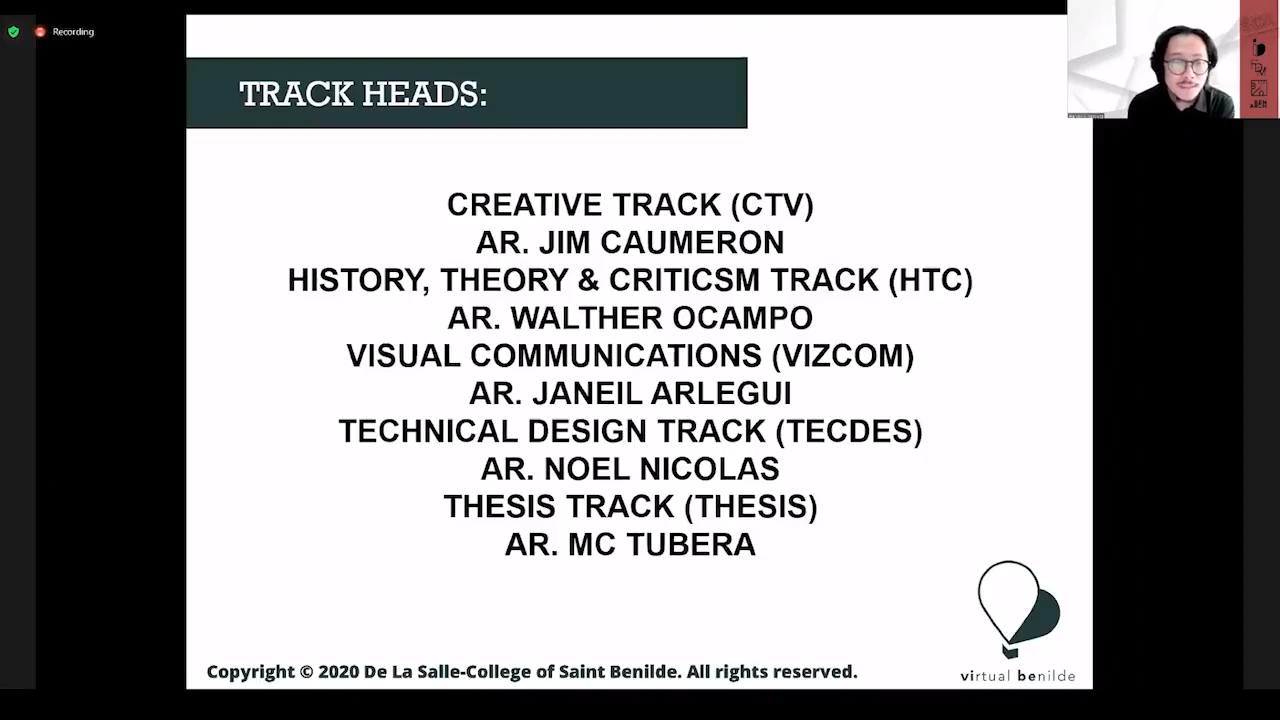 Recording
TRACK HEADS:
CREATIVE TRACK (CTV)
AR. JIM CAUMERON
HISTORY, THEORY & CRITICSM TRACK (HTC)
AR. WALTHER OCAMPO
VISUAL COMMUNICATIONS (VIZCOM)
AR. JANEIL ARLEGUI
TECHNICAL DESIGN TRACK (TECDES)
AR. NOEL NICOLAS
THESIS TRACK (THESIS)
AR. MC TUBERA
virtual benilde
Copyright © 2020 De La Salle-College of Saint Benilde. All rights reserved.